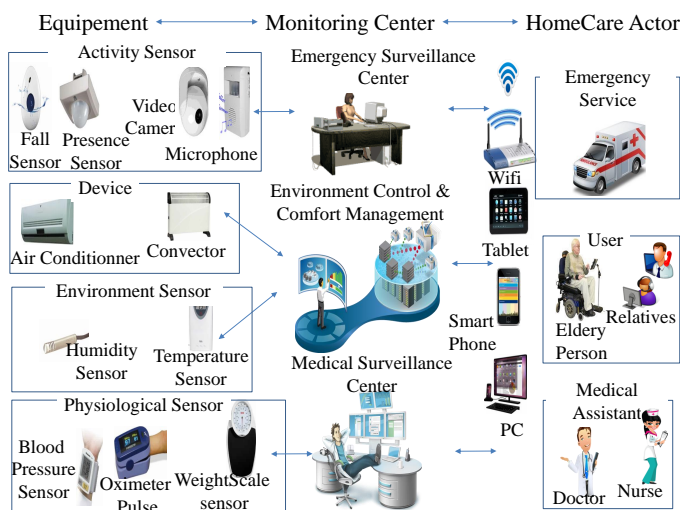 Equipement
Monitoring Center
HomeCare Actor
Activity Sensor
Fall
Sensor
Presence
Sensor
Video
Camer
Microphone
Device
Air Conditionner
Convector
Environment Sensor
Humidity
Sensor
Temperature
Sensor
Physiological Sensor
Blood
Pressure
Sensor
Oximeter
Pulse
WeightScale
sensor
Emergency Surveillance
Center
Environment Control &
Comfort Management
Medical Surveillance
Center
Wifi
Tablet
Smart
Phone
PC
Emergency
Service
User
Eldery
Person
Relatives
Medical
Assistant
Doctor
Nurse